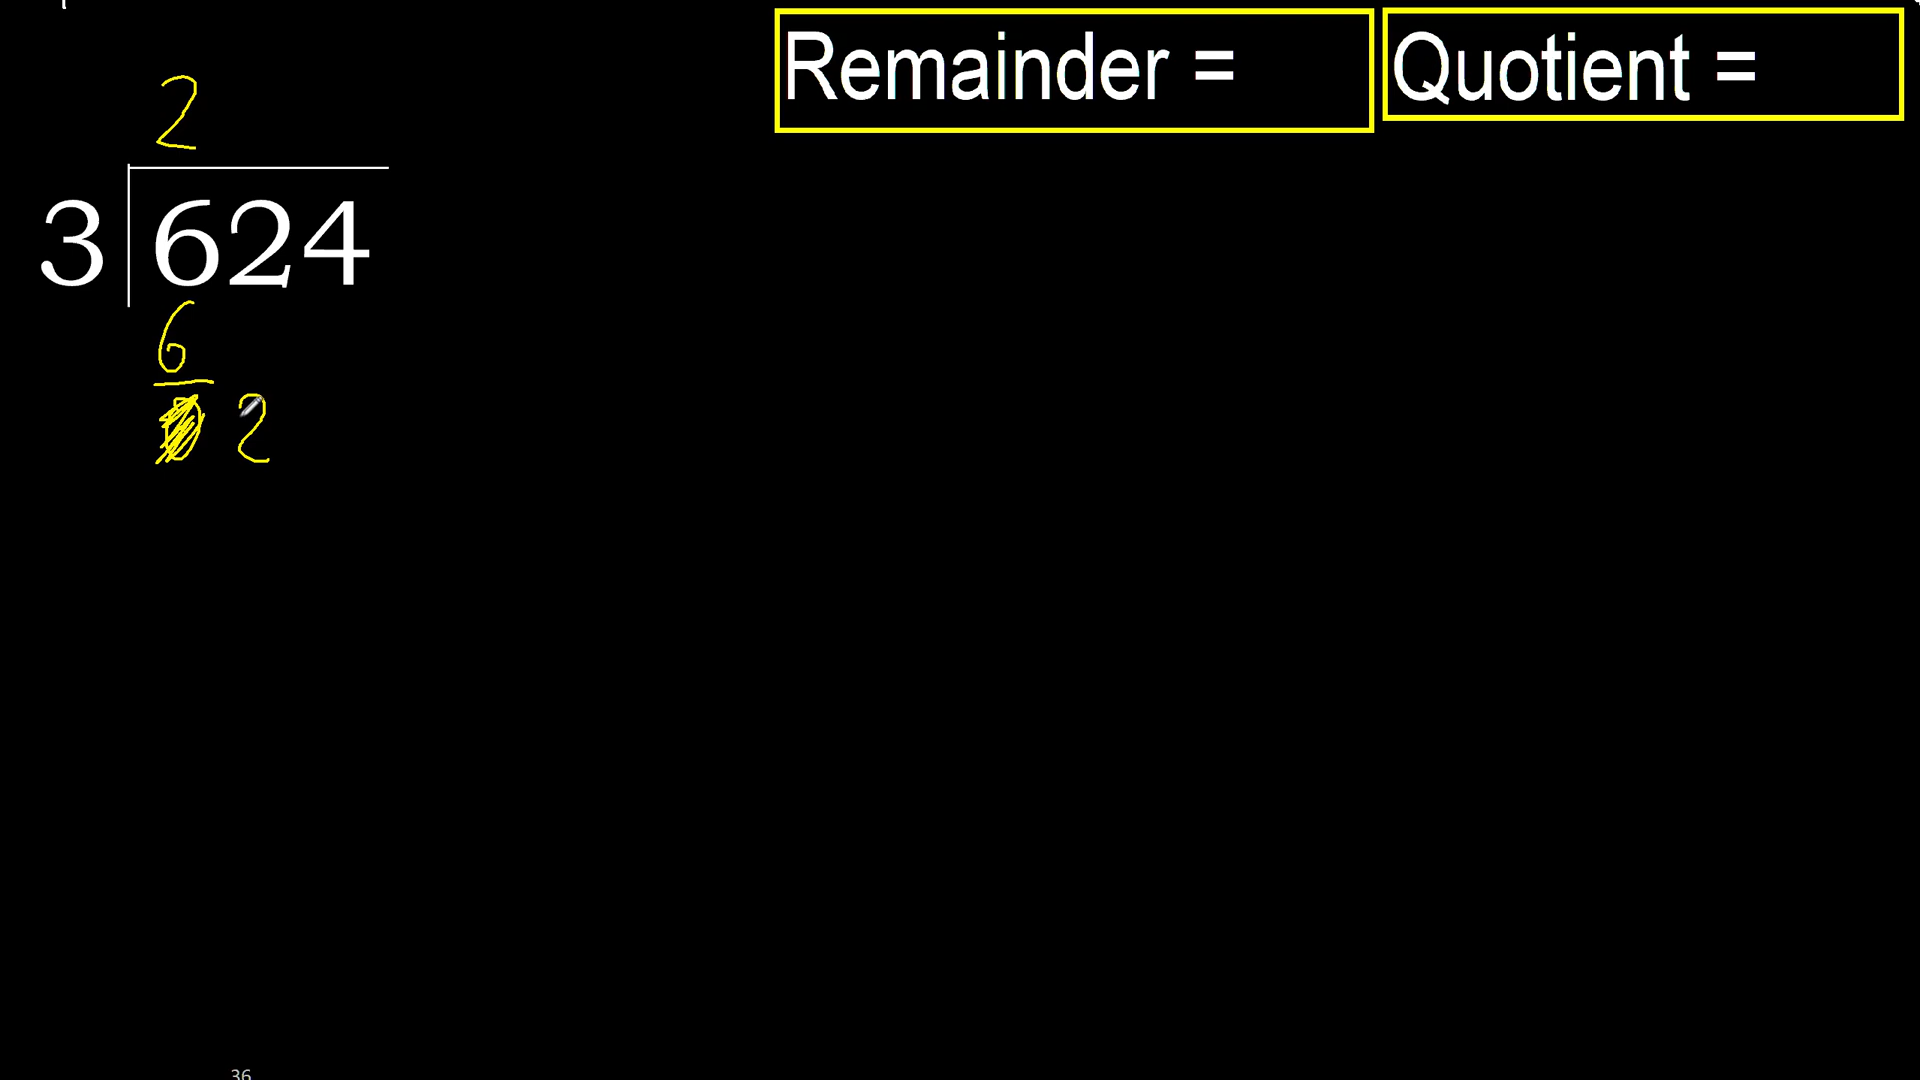 Remainder =
Quotient =
2
3 624
6
2
36